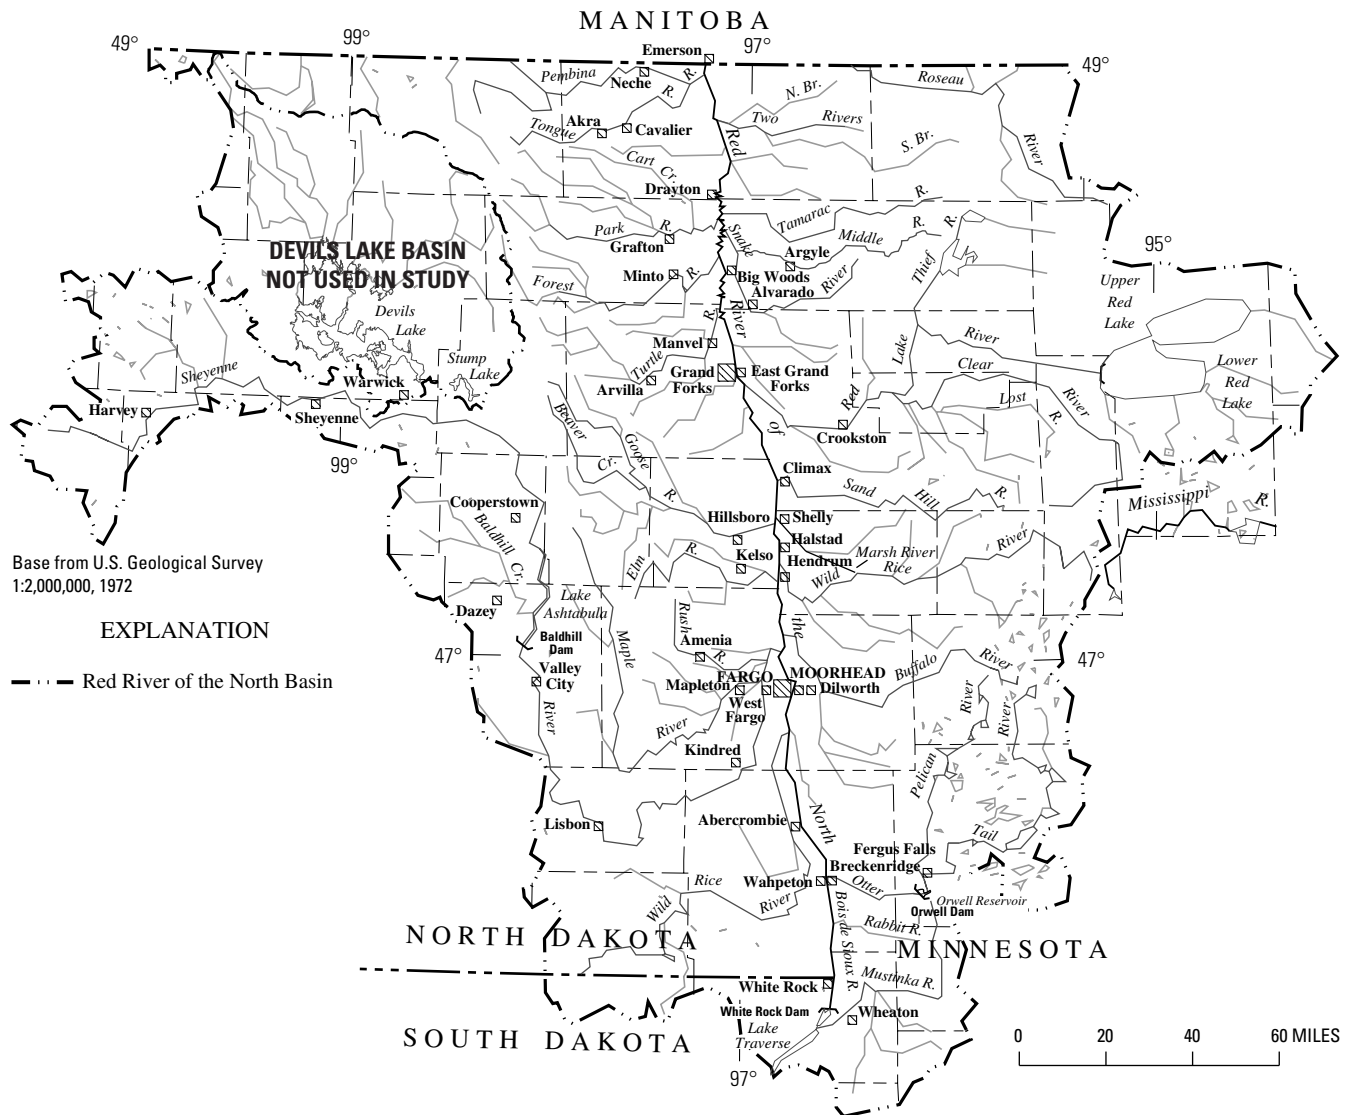 MANITOBA
49°
99°
97°
49°
Emerson
Pembina
R.
Neche
Roseau
River
N. Br.
Two Rivers
S. Br.
R.
Akra
Cavalier
Tongue
Red
Cart
Cr.
Drayton
Tamarac
R.
Park
R.
Grafton
Snake
Middle
R.
Argyle
River
Thief
R.
95°
DEVILS LAKE BASIN
NOT USED IN STUDY
Minto
R.
Forest
Big Woods
Alvarado
Upper
Red
Lake
Devils
Lake
River
R.
Manvel
Turtle
Lake
River
Clear
River
Lower
Red
Lake
Stump
Lake
Sheyenne
Warwick
Harvey
Sheyenne
Arvilla
Grand
Forks
East Grand
Forks
Red
Lost
R.
Beaver
Cr.
Goose
R.
of
Crookston
99°
Climax
Sand
Hill
R.
Mississippi
R.
Cooperstown
Baldhill
Cr.
Hillsboro
Shelly
Halstad
Hendrum
Marsh River
Wild
Rice
River
Elm
R.
Kelso
Base from U.S. Geological Survey
1:2,000,000, 1972
Dazey
Lake
Ashtabula
Rush
R.
the
EXPLANATION
Baldhill
Dam
Maple
River
Amenia
47°
47°
Red River of the North Basin
Valley
City
River
Mapleton
FARGO
West
Fargo
MOORHEAD
Dilworth
Buffalo
River
River
River
Kindred
Pelican
Lisbon
Abercrombie
North
Tail
Fergus Falls
Breckenridge
Wahpeton
Otter
Orwell Reservoir
Orwell Dam
Wild
Rice
River
Bois de Sioux R.
Rabbit R.
NORTH DAKOTA
MINNESOTA
Mustinka R.
White Rock
White Rock Dam
Wheaton
Lake
Traverse
SOUTH DAKOTA
97°
0 20 40 60 MILES